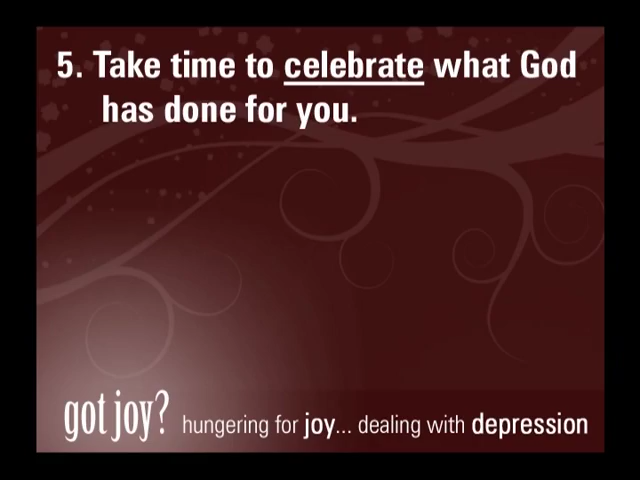 5. Take time to celebrate what God
has done for you.
got joy? hungering for joy... dealing with depression